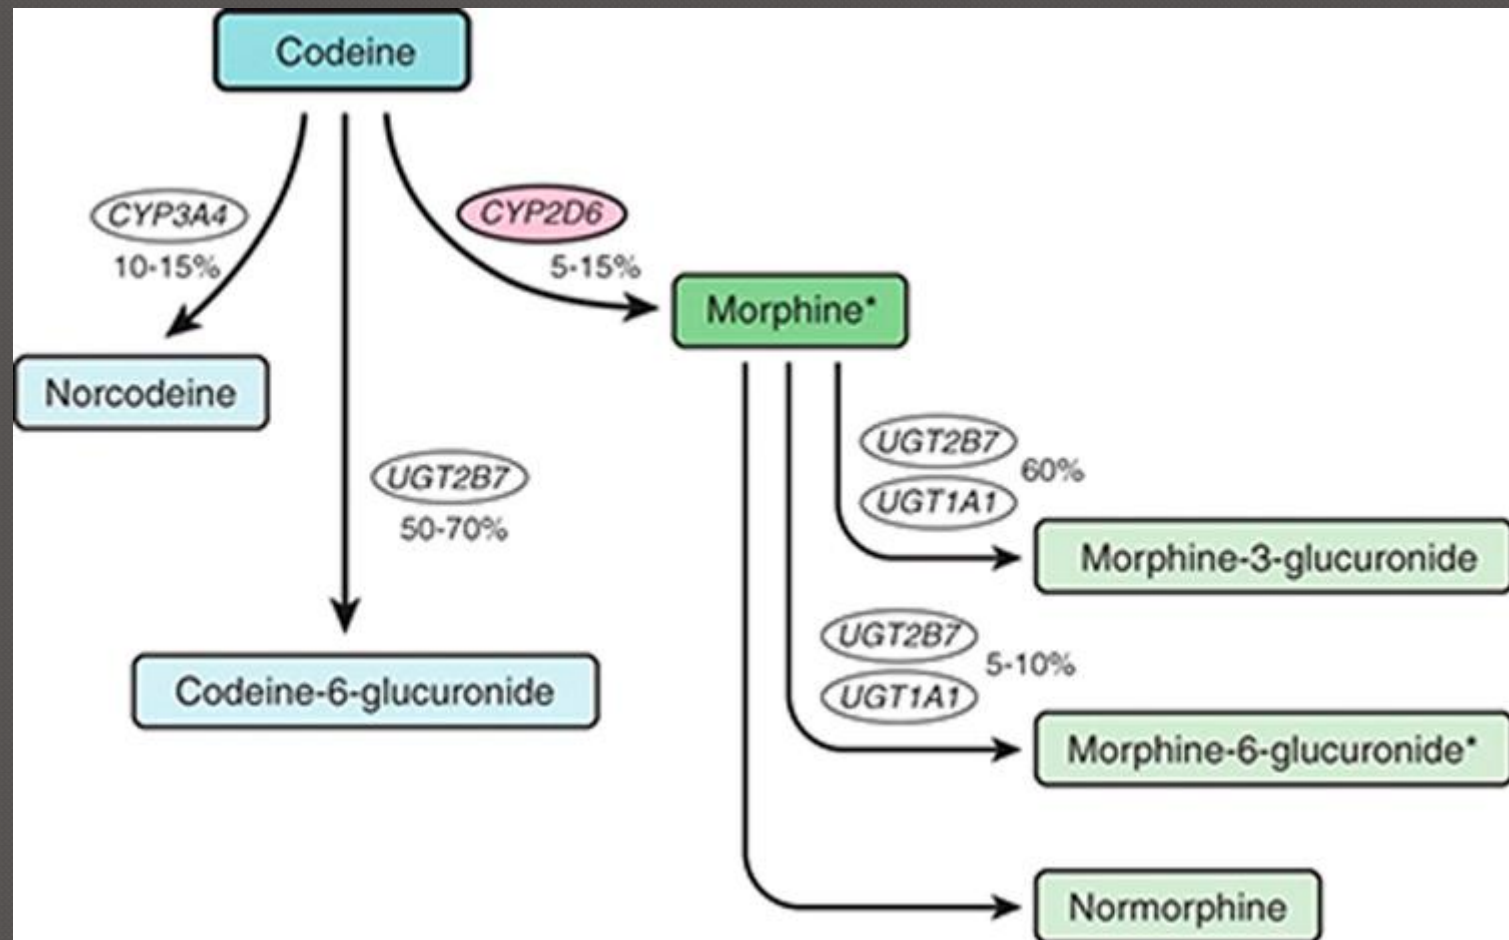 Codeine
CYP3A4
10-15%
CYP2D6
5-15%
Morphine*
Norcodeine
UGT2B7
50-70%
UGT2B7
UGT1A1
60%
Morphine-3-glucuronide
UGT2B7
UGT1A1
5-10%
Codeine-6-glucuronide
Morphine-6-glucuronide*
Normorphine